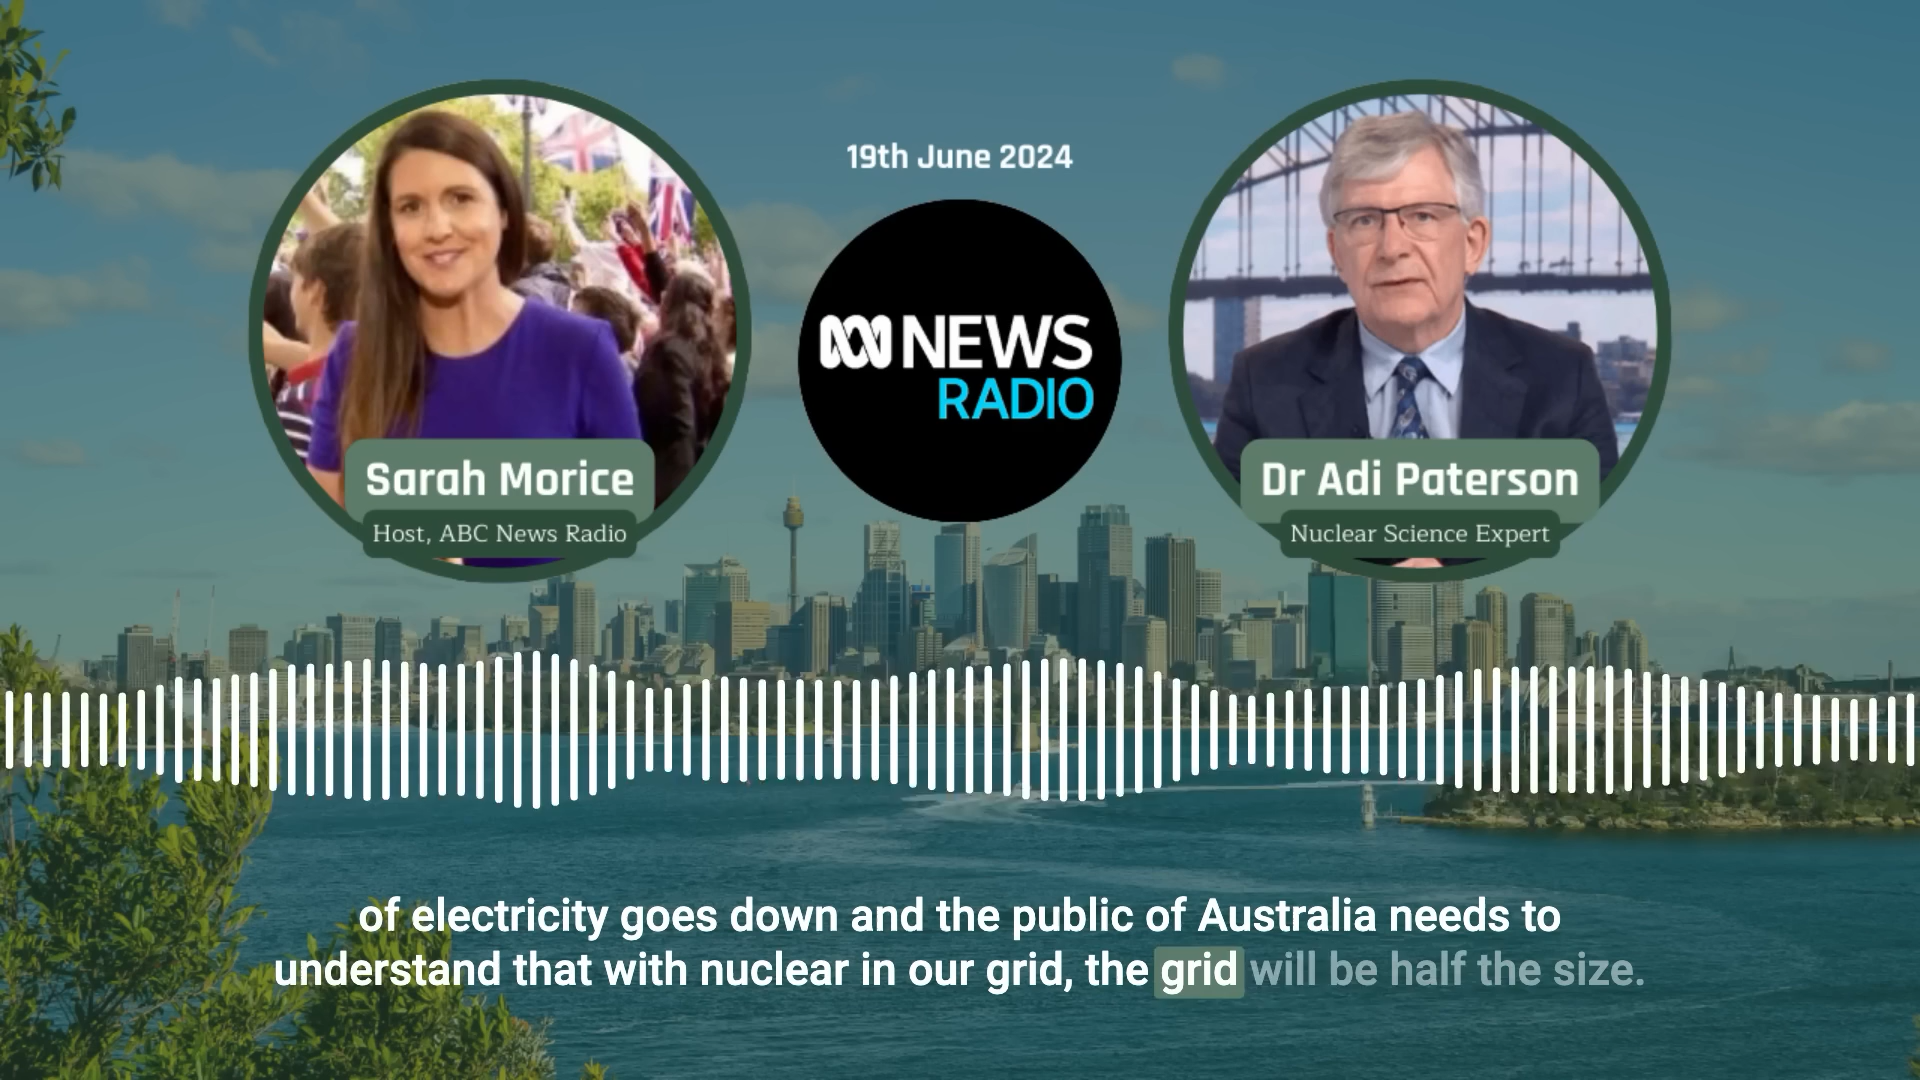 19th June 2024
NEWS
RADIO
Sarah Morice
Host, ABC News Radio
Dr Adi Paterson
Nuclear Science Expert
of electricity goes down and the public of Australia needs to
understand that with nuclear in our grid, the grid will be half the size.